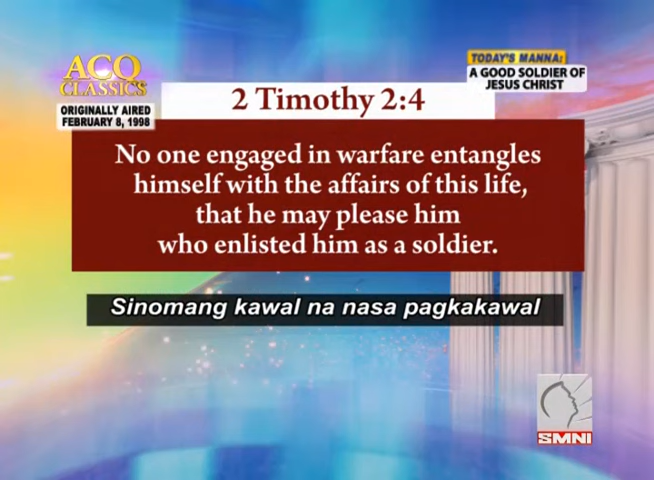 ACQ
CLASSICS
ORIGINALLY AIRED
FEBRUARY 8, 1998
TODAY'S MANNA:
A GOOD SOLDIER OF
JESUS CHRIST
2 Timothy 2:4
No one engaged in warfare entangles
himself with the affairs of this life,
that he may please him
who enlisted him as a soldier.
Sinomang kawal na nasa pagkakawal
SMNI